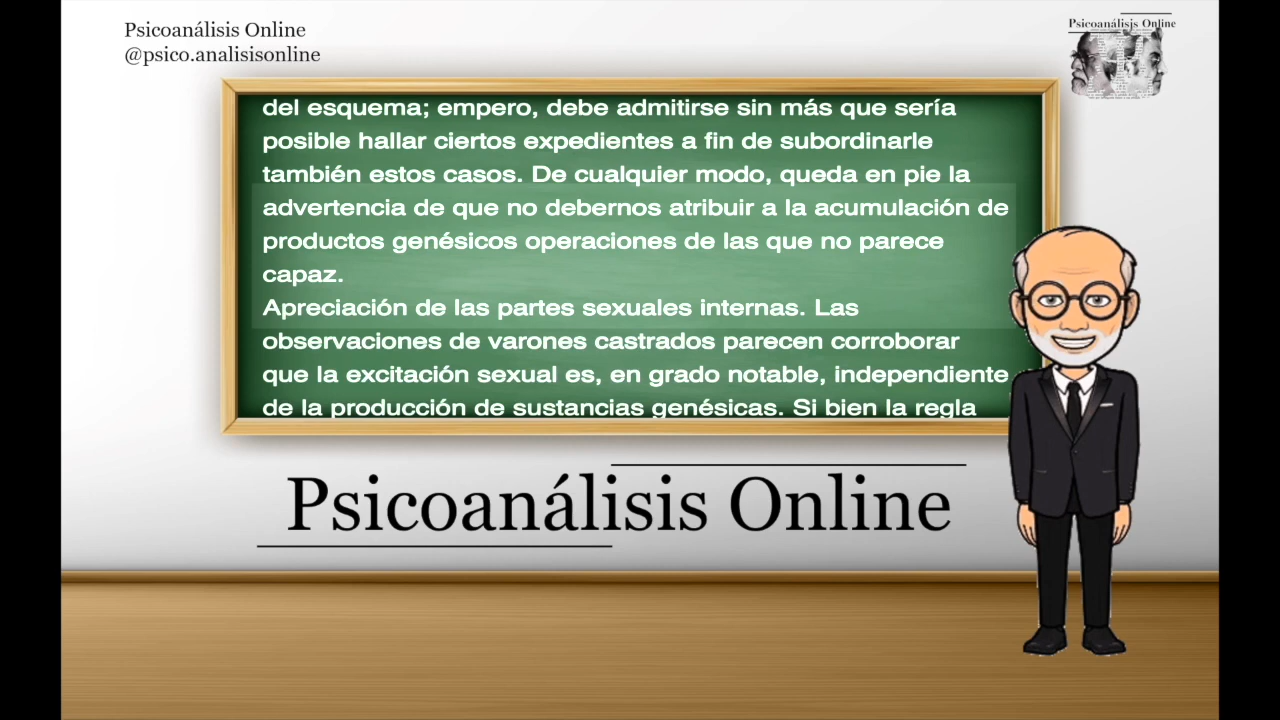 Psicoanálisis Online
@psico.analisisonline
Psicoanálisis Online
del esquema; empero, debe admitirse sin más que sería
posible hallar ciertos expedientes a fin de subordinarle
también estos casos. De cualquier modo, queda en pie la
advertencia de que no debernos atribuir a la acumulación de
productos genésicos operaciones de las que no parece
capaz.
Apreciación de las partes sexuales internas. Las
observaciones de varones castrados parecen corroborar
que la excitación sexual es, en grado notable, independiente
de la producción de sustancias genésicas. Si bien la regla
Psicoanálisis Online